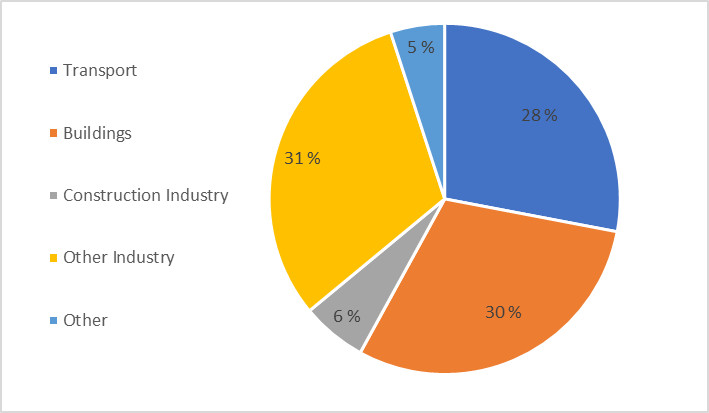 Transport
Buildings
Construction Industry
Other Industry
Other
5 %
28 %
31 %
6 %
30 %